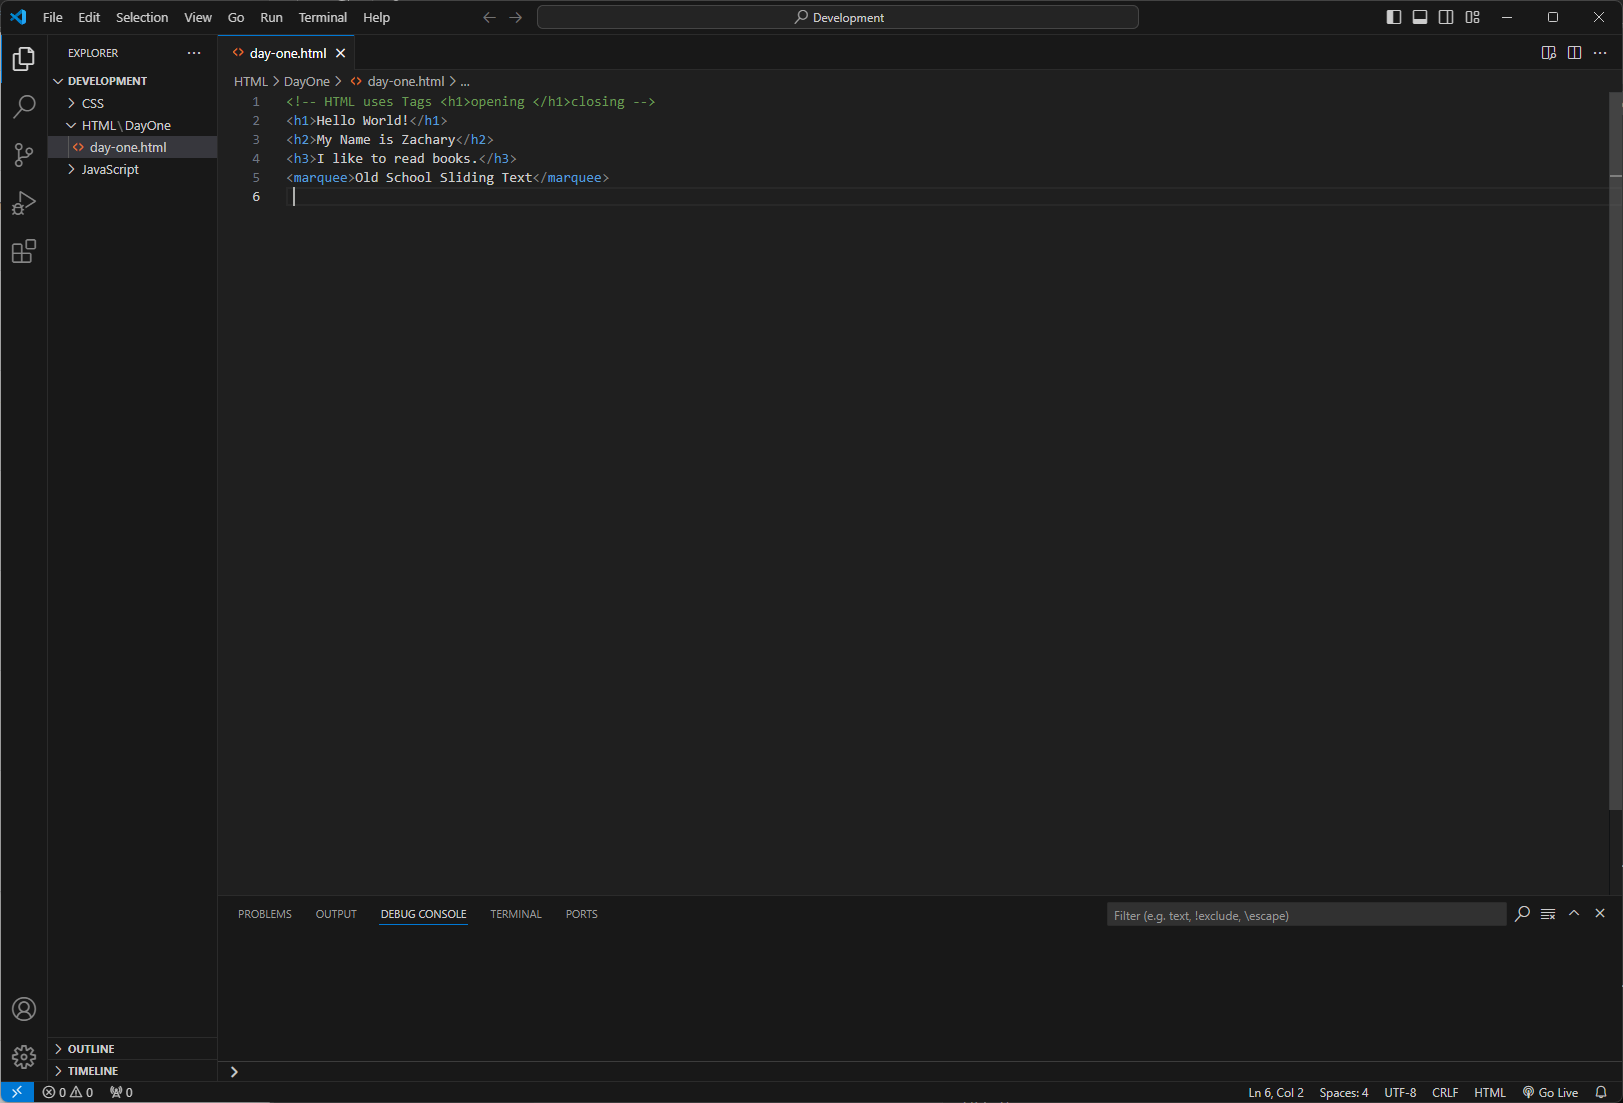 File Edit Selection View Go Run Terminal Help
Development
EXPLORER
DEVELOPMENT
CSS
HTML\DayOne
day-one.html
JavaScript
day-one.html
HTML > DayOne > day-one.html > ...
1 <!-- HTML uses Tags <h1>opening </h1>closing -->
2 <h1>Hello World!</h1>
3 <h2>My Name is Zachary</h2>
4 <h3>I like to read books.</h3>
5 <marquee>Old School Sliding Text</marquee>
6
PROBLEMS OUTPUT DEBUG CONSOLE TERMINAL PORTS
Filter (e.g. text, !exclude, \escape)
OUTLINE
TIMELINE
0 0 0
Ln 6, Col 2 Spaces: 4 UTF-8 CRLF HTML Go Live